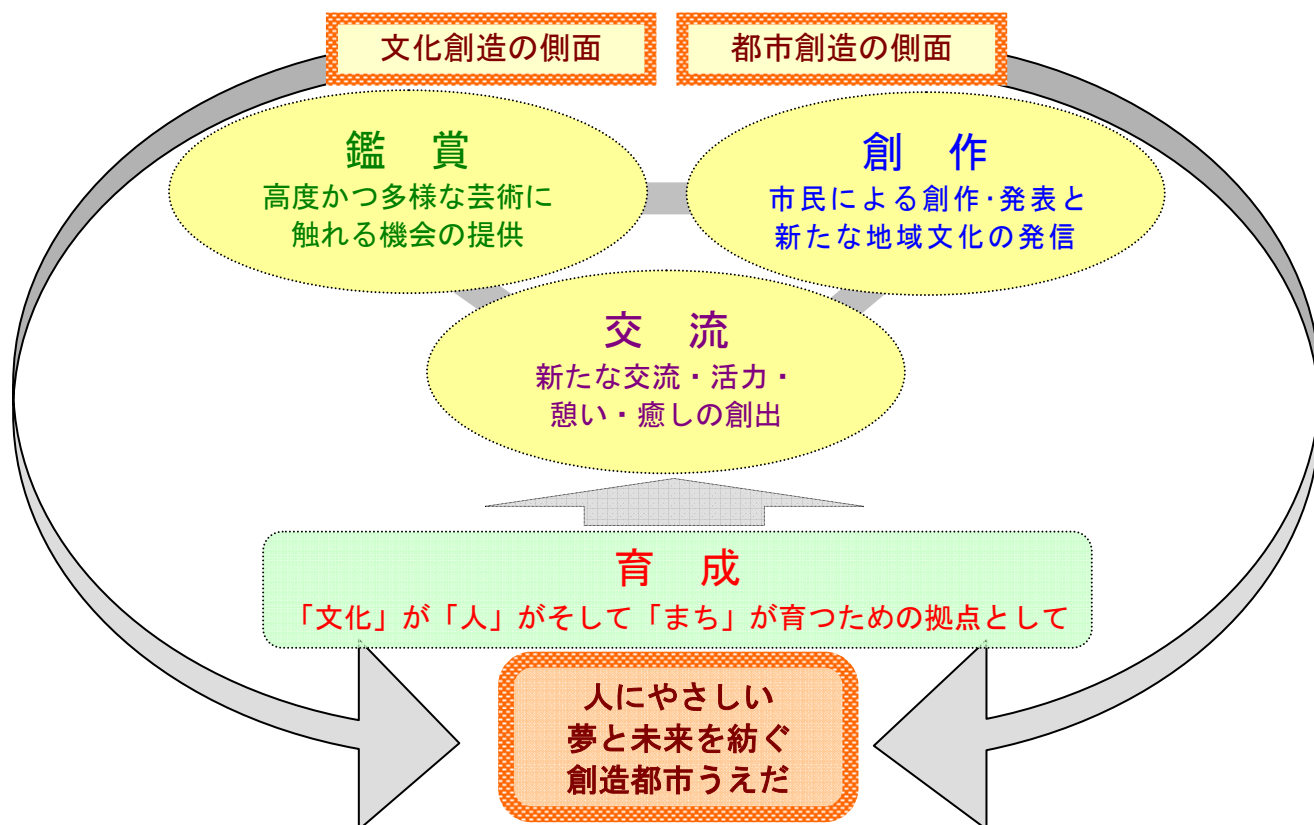 文化創造の側面
都市創造の側面
鑑　賞
高度かつ多様な芸術に
触れる機会の提供
創　作
市民による創作･発表と
新たな地域文化の発信
交　流
新たな交流・活力・
憩い・癒しの創出
育　成
「文化」が「人」がそして「まち」が育つための拠点として
人にやさしい
夢と未来を紡ぐ
創造都市うえだ